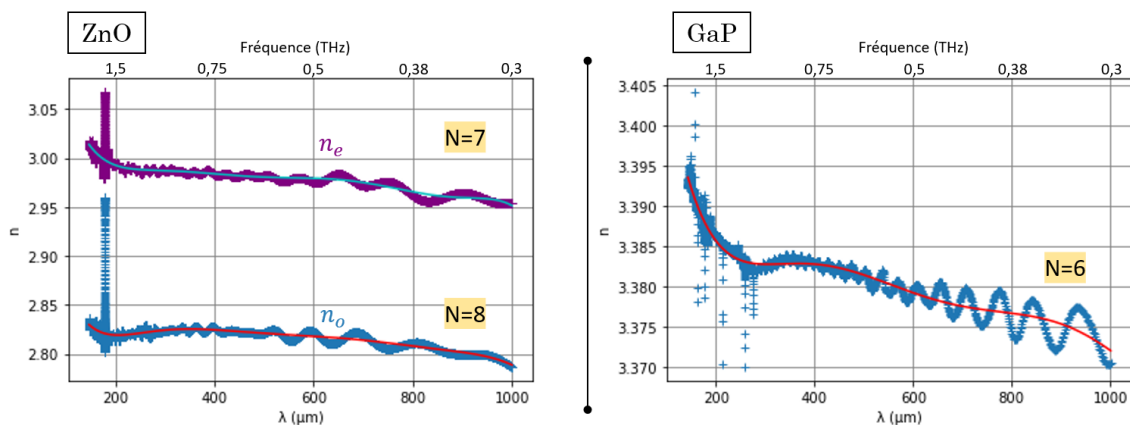 ZnO
Fréquence (THz)
1,5 0,75 0,5 0,38 0,3
3.05
3.00
2.95
2.90
2.85
2.80
n
N=7
n_e
N=8
n_o
200 400 600 800 1000
λ (μm)
GaP
Fréquence (THz)
1,5 0,75 0,5 0,38 0,3
3.405
3.400
3.395
3.390
3.385
3.380
3.375
3.370
n
N=6
200 400 600 800 1000
λ (μm)